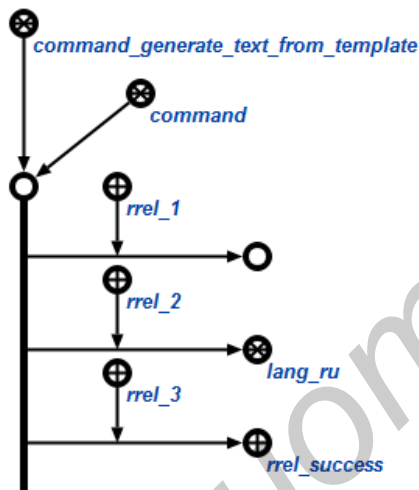 command_generate_text_from_template
command
rrel_1
rrel_2
lang_ru
rrel_3
rrel_success